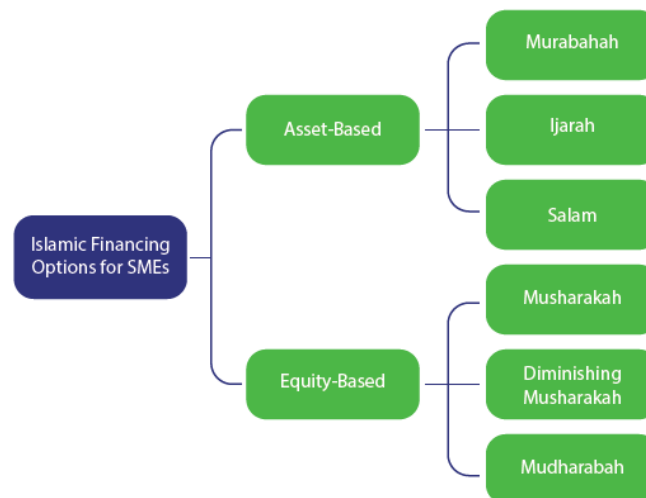 Islamic Financing
Options for SMEs
Asset-Based
Murabahah
Ijarah
Salam
Equity-Based
Musharakah
Diminishing
Musharakah
Mudharabah